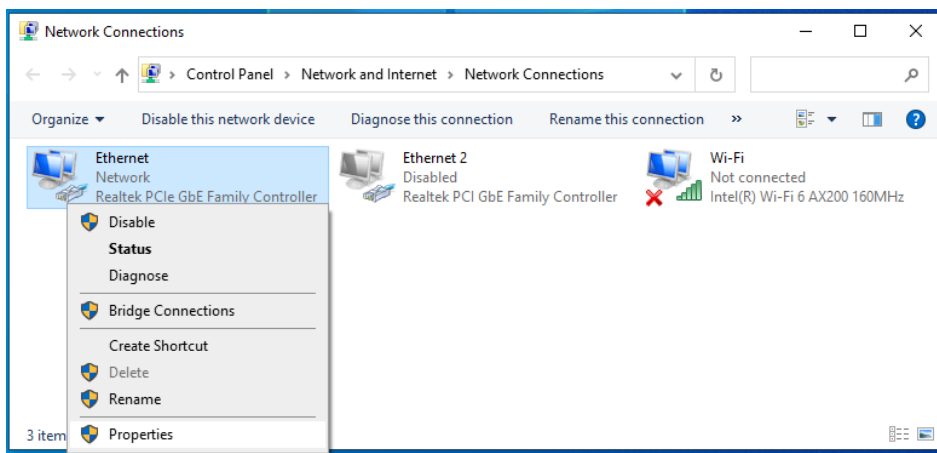 Network Connections
Control Panel > Network and Internet > Network Connections
Organize Disable this network device Diagnose this connection Rename this connection »
Ethernet
Network
Realtek PCIe GbE Family Controller
Ethernet 2
Disabled
Realtek PCI GbE Family Controller
Wi-Fi
Not connected
Intel(R) Wi-Fi 6 AX200 160MHz
Disable
Status
Diagnose
Bridge Connections
Create Shortcut
Delete
Rename
Properties
3 item